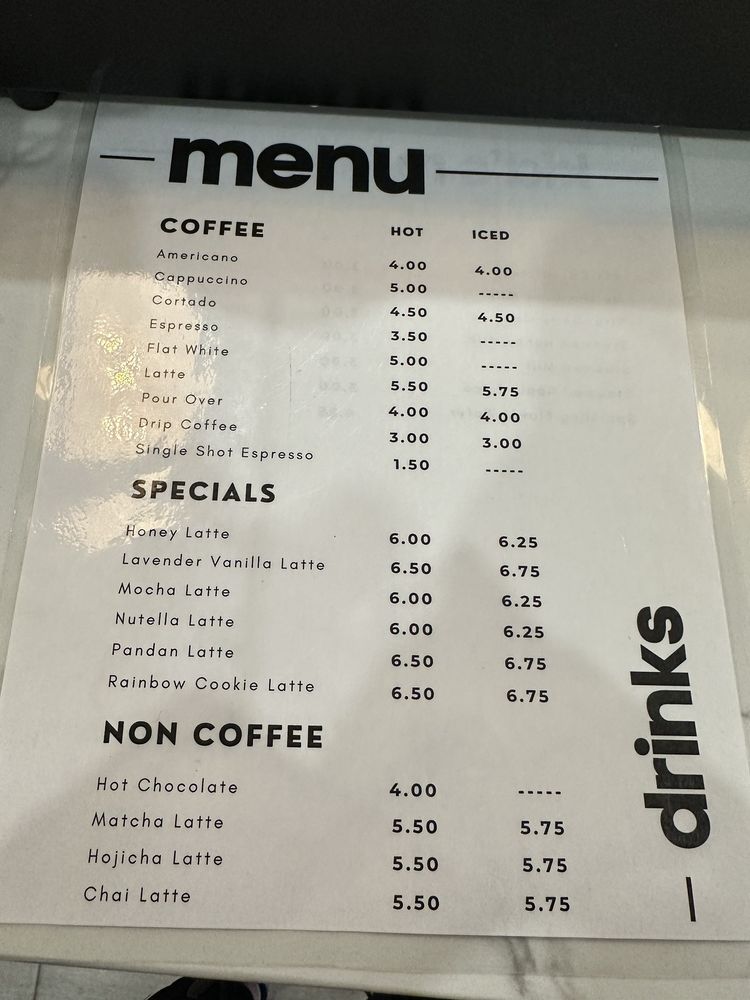 menu
COFFEE HOT ICED
Americano 4.00 4.00
Cappuccino 5.00 -----
Cortado 4.50 4.50
Espresso 3.50 -----
Flat White 5.00 -----
Latte 5.50 5.75
Pour Over 4.00 4.00
Drip Coffee 3.00 3.00
Single Shot Espresso 1.50 -----
SPECIALS
Honey Latte 6.00 6.25
Lavender Vanilla Latte 6.50 6.75
Mocha Latte 6.00 6.25
Nutella Latte 6.00 6.25
Pandan Latte 6.50 6.75
Rainbow Cookie Latte 6.50 6.75
NON COFFEE
Hot Chocolate 4.00 -----
Matcha Latte 5.50 5.75
Hojicha Latte 5.50 5.75
Chai Latte 5.50 5.75
drinks